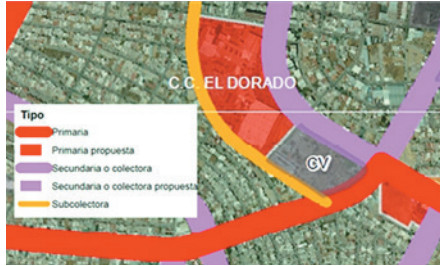 C.C. EL DORADO
Tipo
Primaria
Primaria propuesta
Secundaria o colectora
Secundaria o colectora propuesta
Subcolectora
CV